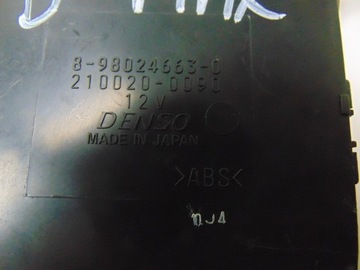 8-98024663-0
210020-0090
12V
DENSO
MADE IN JAPAN
>ABS<